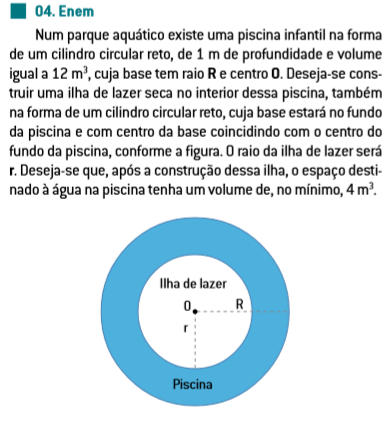 04. Enem
Num parque aquático existe uma piscina infantil na forma
de um cilindro circular reto, de 1 m de profundidade e volume
igual a 12 m³, cuja base tem raio R e centro O. Deseja-se cons-
truir uma ilha de lazer seca no interior dessa piscina, também
na forma de um cilindro circular reto, cuja base estará no fundo
da piscina e com centro da base coincidindo com o centro do
fundo da piscina, conforme a figura. O raio da ilha de lazer será
r. Deseja-se que, após a construção dessa ilha, o espaço desti-
nado à água na piscina tenha um volume de, no mínimo, 4 m³.
Ilha de lazer
O R
r
Piscina